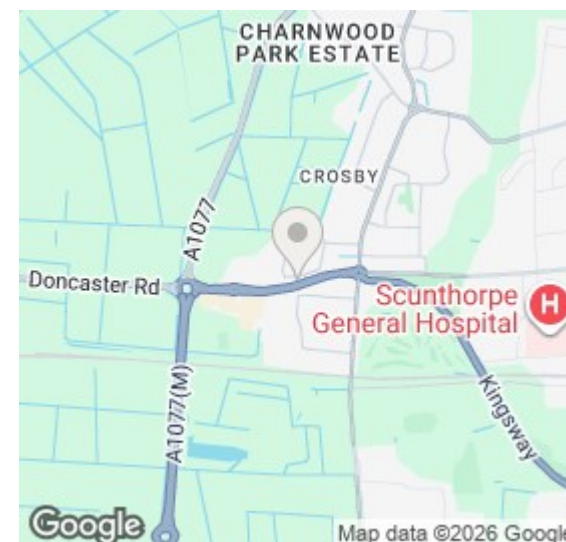 CHARNWOOD
PARK ESTATE
CROSBY
A1077
Doncaster Rd
Scunthorpe
General Hospital
H
A1077(M)
Kingsway
Google
Map data ©2026 Google